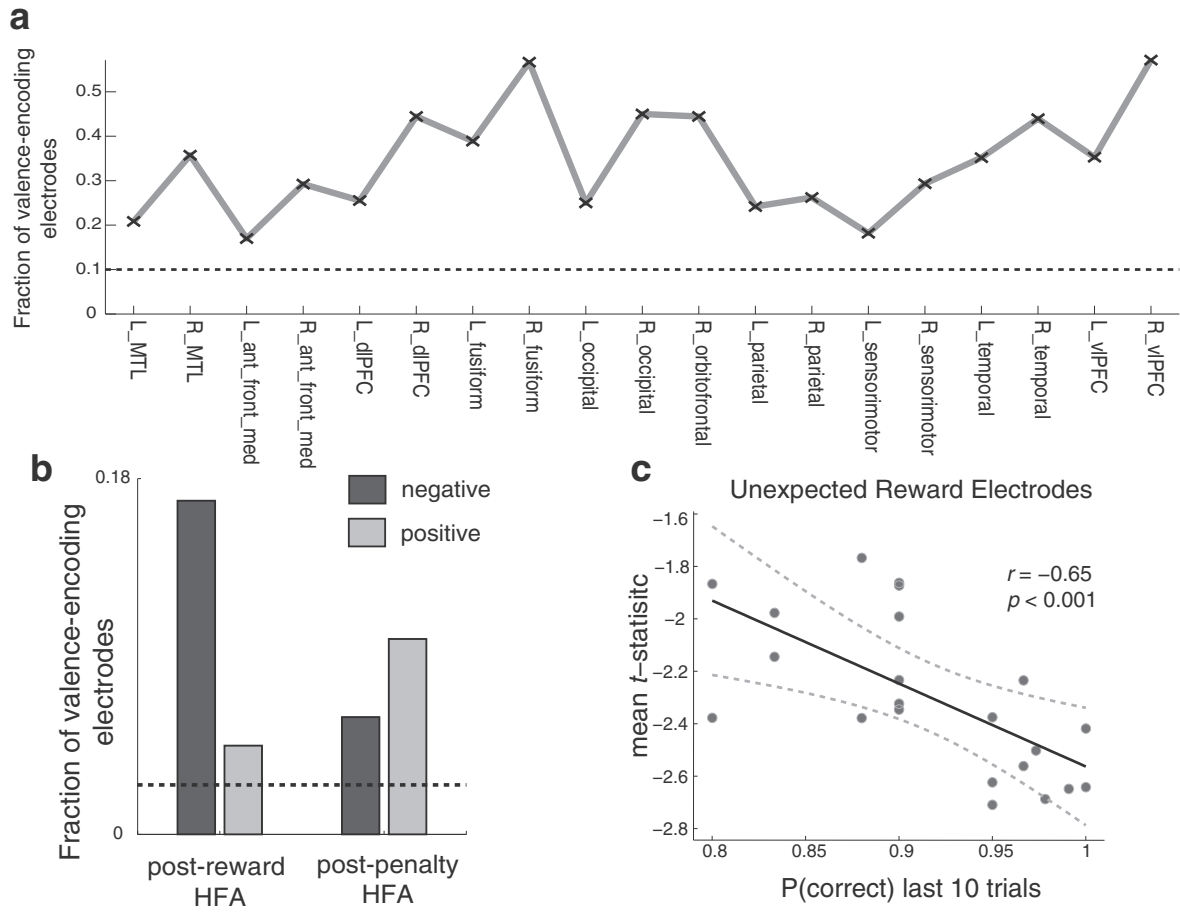 a
Fraction of valence-encoding
electrodes
0.5
0.4
0.3
0.2
0.1
0
L_MTL
R_MTL
L_ant_front_med
R_ant_front_med
L_dlPFC
R_dlPFC
L_fusiform
R_fusiform
L_occipital
R_occipital
R_orbitofrontal
L_parietal
R_parietal
L_sensorimotor
R_sensorimotor
L_temporal
R_temporal
L_vlPFC
R_vlPFC
b
Fraction of valence-encoding
electrodes
0.18
0
negative
positive
post-reward
HFA
post-penalty
HFA
c
Unexpected Reward Electrodes
mean t-statisitc
−1.6
−1.8
−2
−2.2
−2.4
−2.6
−2.8
r = −0.65
p < 0.001
0.8
0.85
0.9
0.95
1
P(correct) last 10 trials